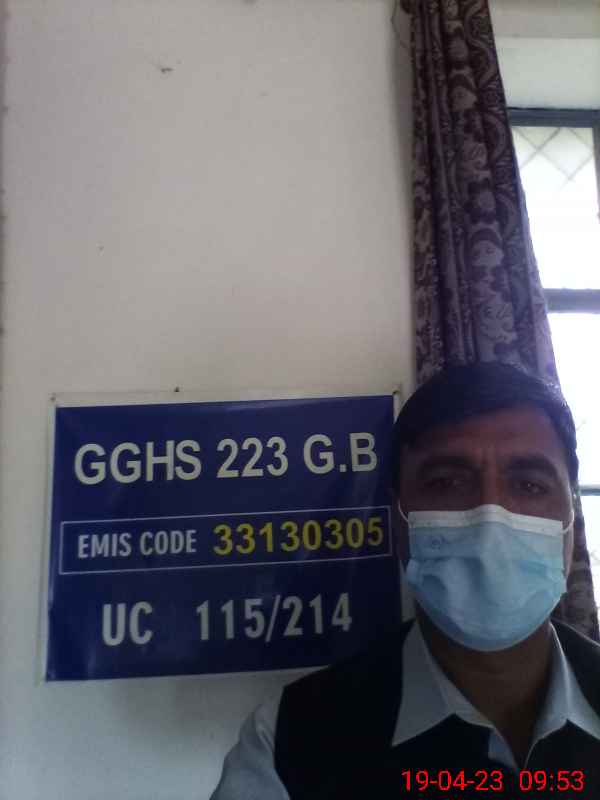 GGHS 223 G.B
EMIS CODE 33130305
UC 115/214
19-04-23 09:53